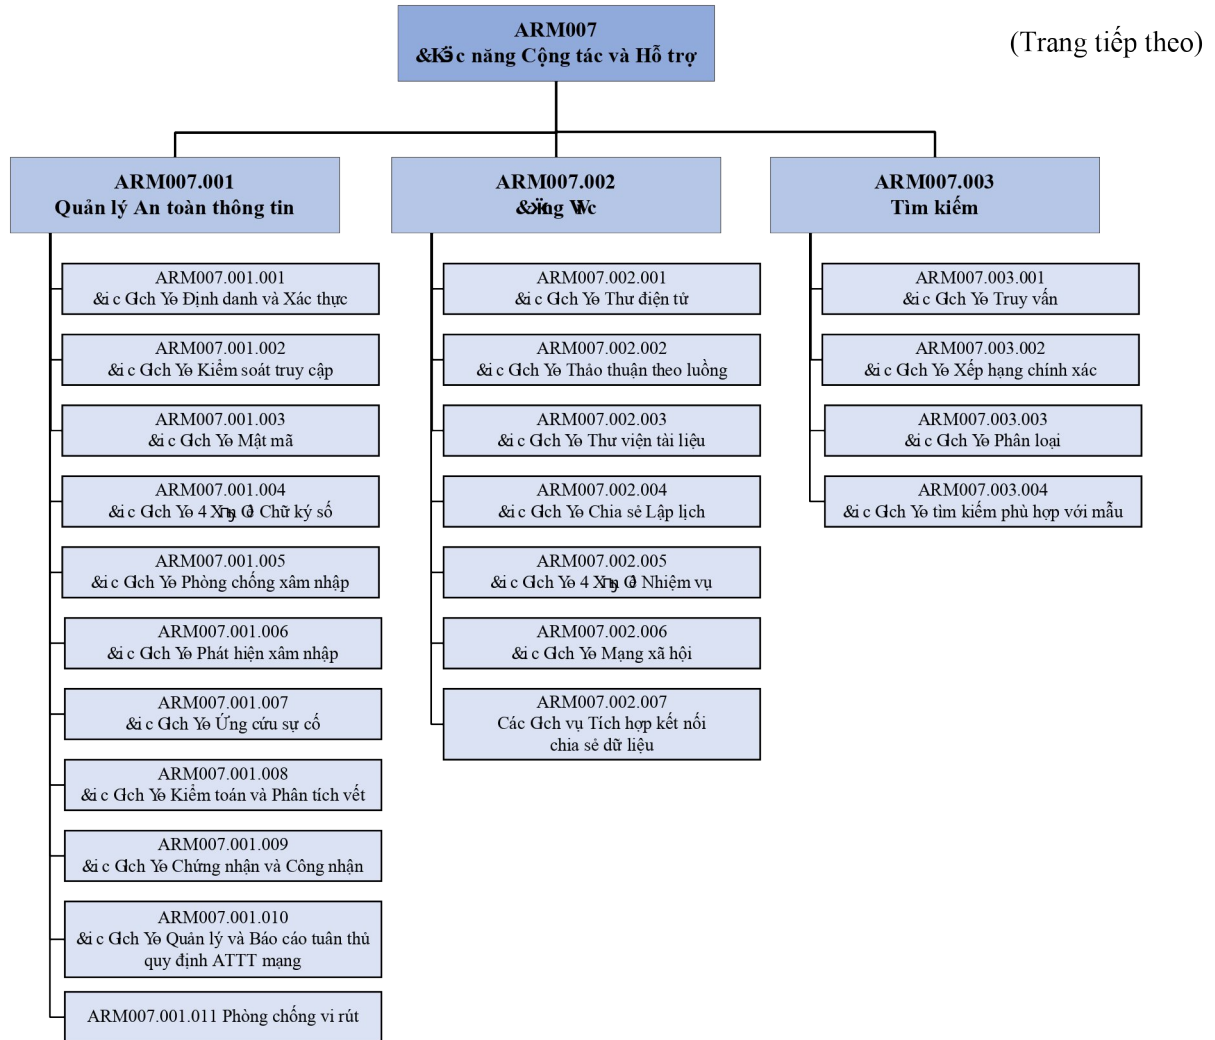 ARM007
năng Cộng tác và Hỗ trợ
(Trang tiếp theo)
ARM007.001
Quản lý An toàn thông tin
ARM007.001.001
Định danh và Xác thực
ARM007.001.002
Kiểm soát truy cập
ARM007.001.003
Mật mã
ARM007.001.004
Chữ ký số
ARM007.001.005
Phòng chống xâm nhập
ARM007.001.006
Phát hiện xâm nhập
ARM007.001.007
Ứng cứu sự cố
ARM007.001.008
Kiểm toán và Phân tích vết
ARM007.001.009
Chứng nhận và Công nhận
ARM007.001.010
Quản lý và Báo cáo tuân thủ
quy định ATTT mạng
ARM007.001.011 Phòng chống vi rút
ARM007.002
ARM007.002.001
Thư điện tử
ARM007.002.002
Thảo thuận theo luồng
ARM007.002.003
Thư viện tài liệu
ARM007.002.004
Chia sẻ Lập lịch
ARM007.002.005
Nhiệm vụ
ARM007.002.006
Mạng xã hội
ARM007.002.007
Các vụ Tích hợp kết nối
chia sẻ dữ liệu
ARM007.003
Tìm kiếm
ARM007.003.001
Truy vấn
ARM007.003.002
Xếp hạng chính xác
ARM007.003.003
Phân loại
ARM007.003.004
tìm kiếm phù hợp với mẫu